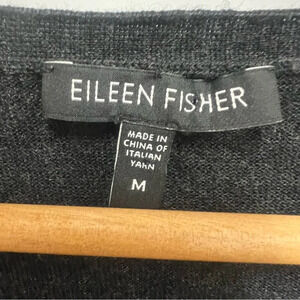 EILEEN FISHER
MADE IN
CHINA OF
ITALIAN
YARN
M